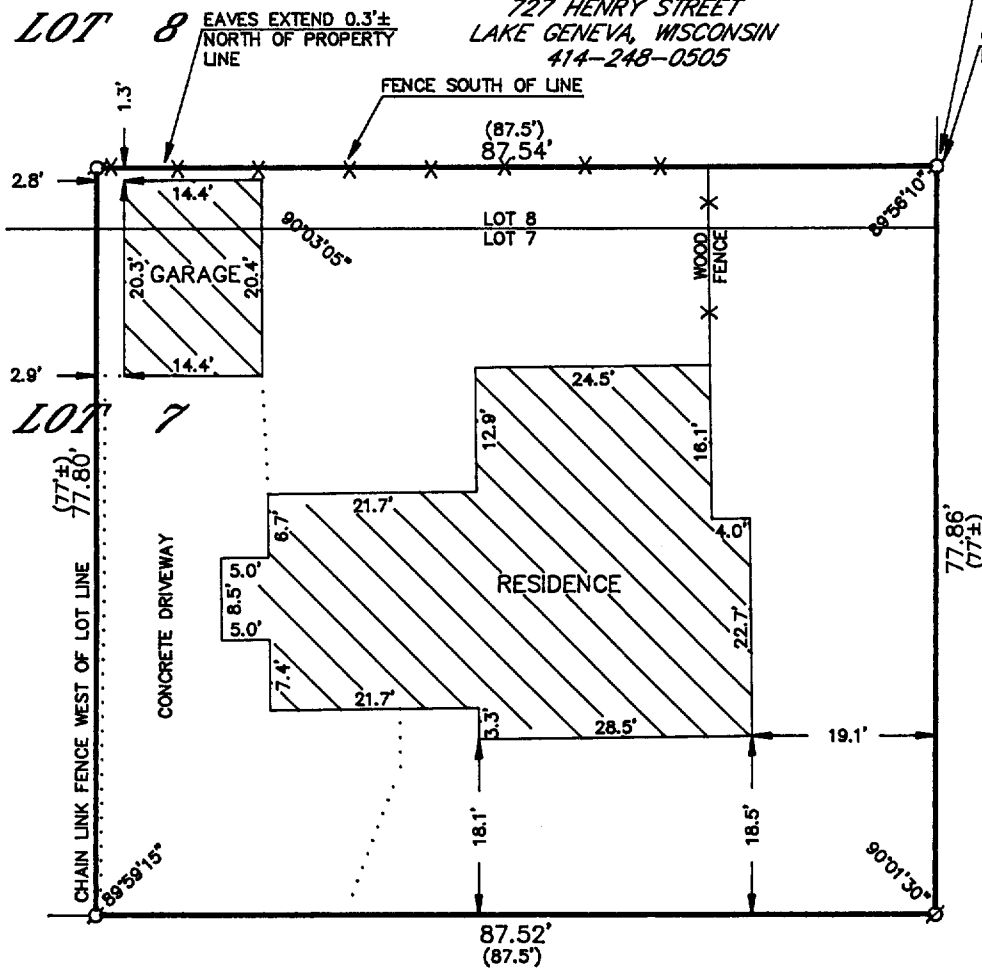 727 HENRY STREET
LAKE GENEVA, WISCONSIN
414-248-0505
LOT 8
EAVES EXTEND 0.3'±
NORTH OF PROPERTY
LINE
FENCE SOUTH OF LINE
1.3'
(87.5')
87.54'
2.8'
14.4'
90°03'05"
89°56'10"
LOT 8
LOT 7
WOOD
FENCE
GARAGE
20.3'
20.4'
14.4'
2.9'
LOT 7
24.5'
12.9'
16.1'
(77'±)
77.80'
21.7'
6.7'
4.0'
5.0'
8.5'
5.0'
RESIDENCE
22.7'
77.86'
(77'±)
CONCRETE DRIVEWAY
CHAIN LINK FENCE WEST OF LOT LINE
7.4'
21.7'
3.3'
28.5'
19.1'
18.1'
18.5'
89°59'15"
90°01'30"
87.52'
(87.5')